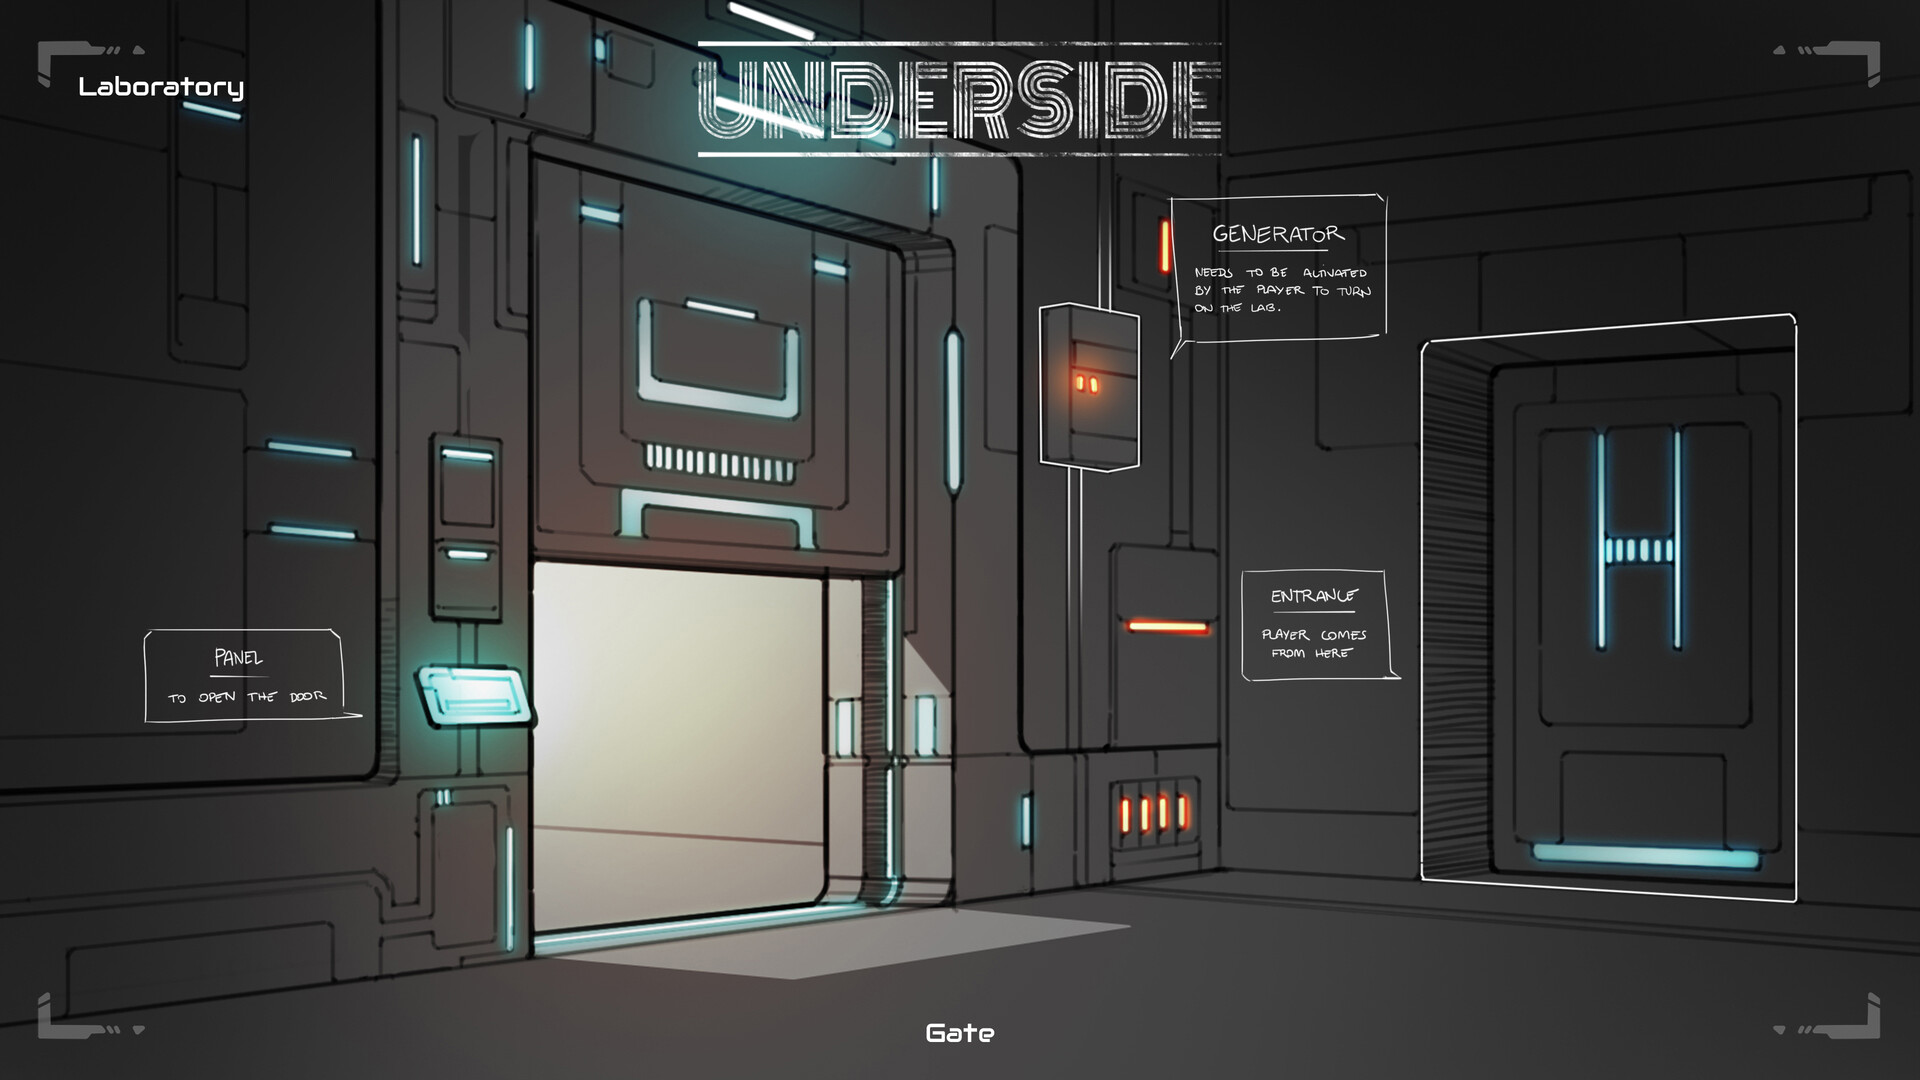 Laboratory
UNDERSIDE
GENERATOR
NEEDS TO BE ACTIVATED
BY THE PLAYER TO TURN
ON THE LAB.
ENTRANCE
PLAYER COMES
FROM HERE
PANEL
TO OPEN THE DOOR
H
Gate